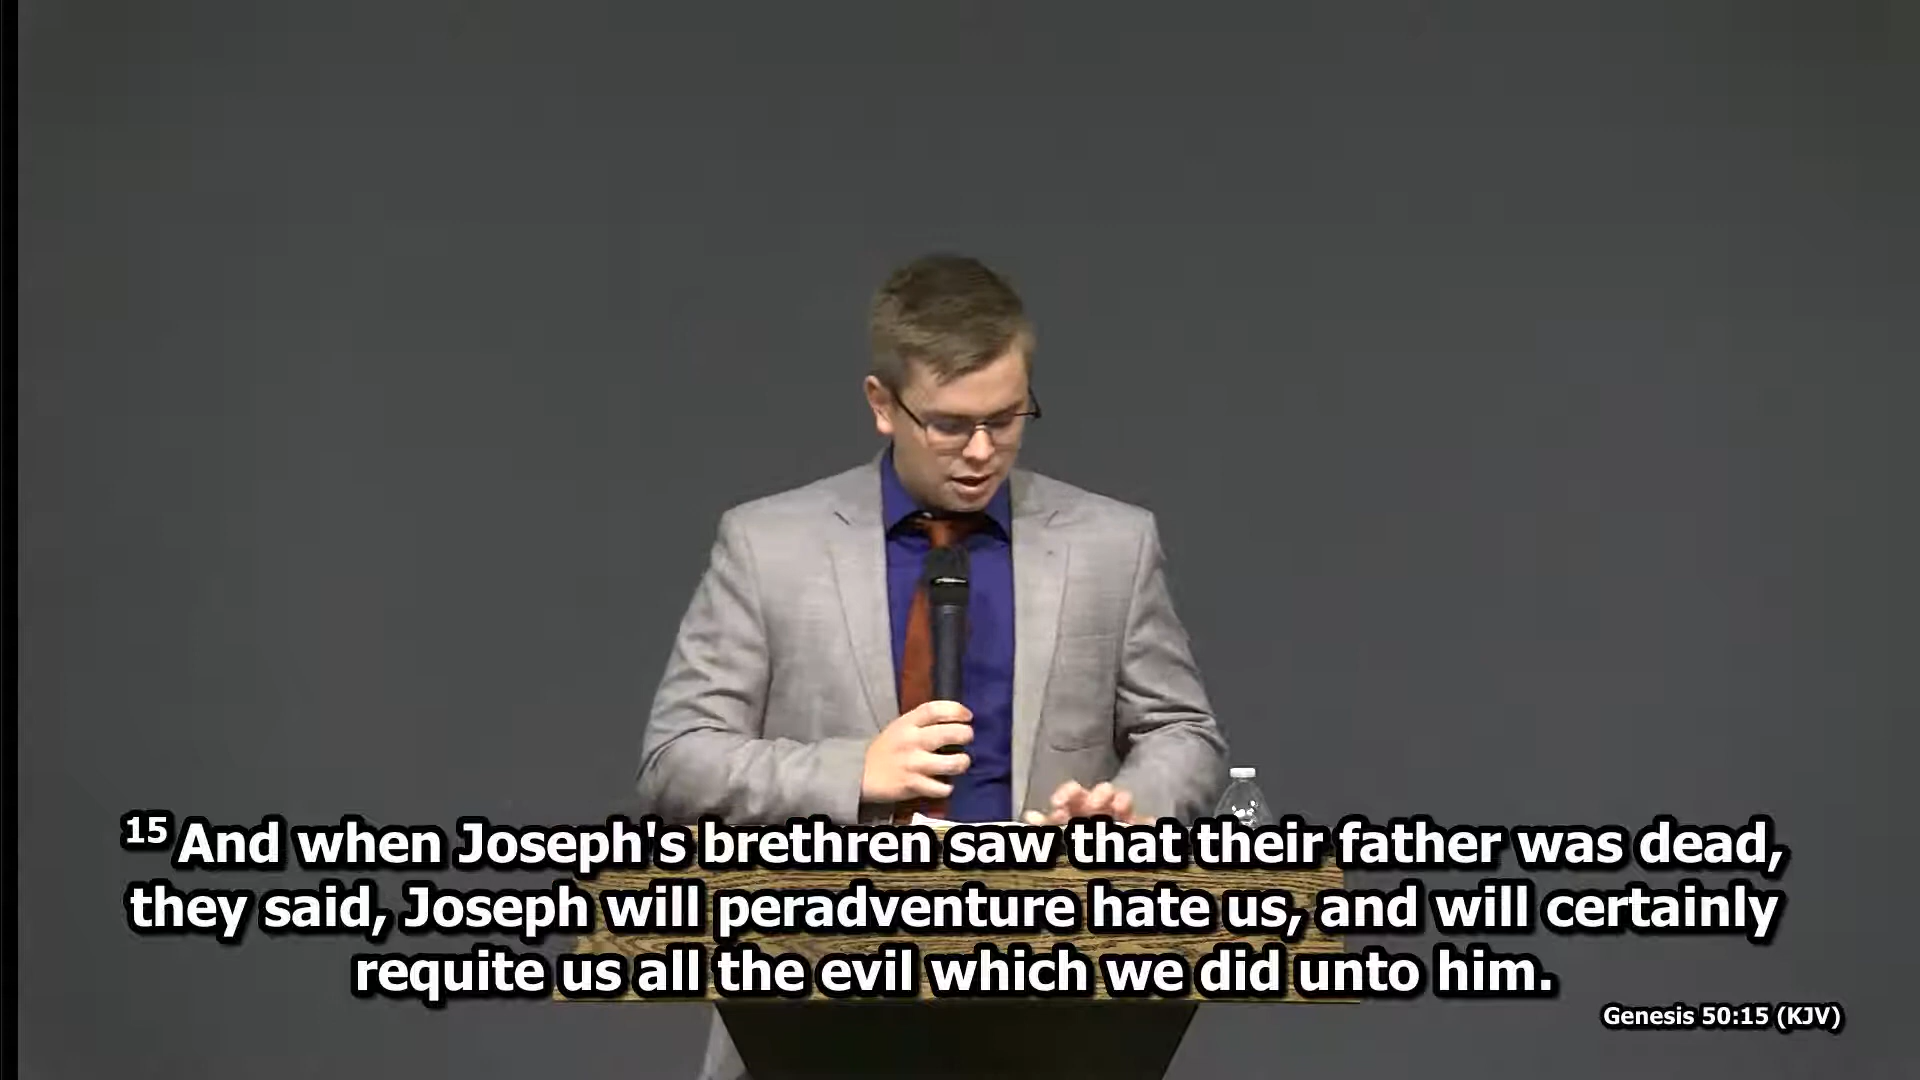 15 And when Joseph's brethren saw that their father was dead,
they said, Joseph will peradventure hate us, and will certainly
requite us all the evil which we did unto him.
Genesis 50:15 (KJV)